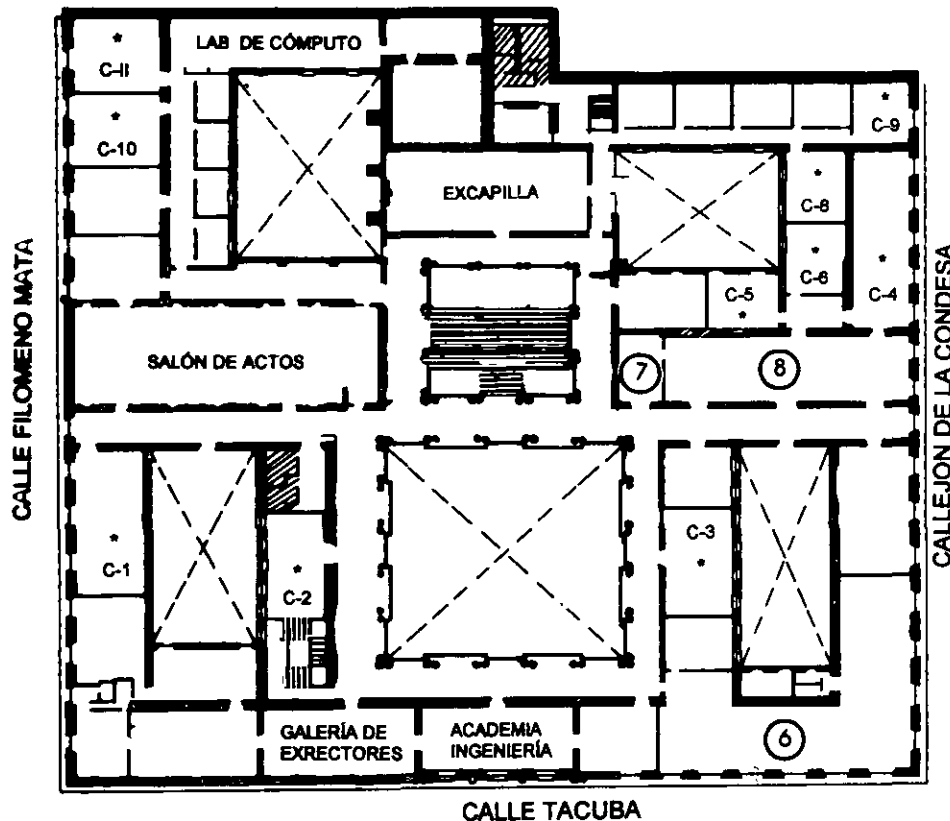 LAB DE CÓMPUTO
*
C-11
*
C-10
*
C-9
EXCAPILLA
*
C-8
*
C-6
*
C-4
C-5
*
CALLE FILOMENO MATA
CALLEJON DE LA CONDESA
SALÓN DE ACTOS
7
8
*
C-1
*
C-2
C-3
*
GALERÍA DE
EXRECTORES
ACADEMIA
INGENIERÍA
6
CALLE TACUBA